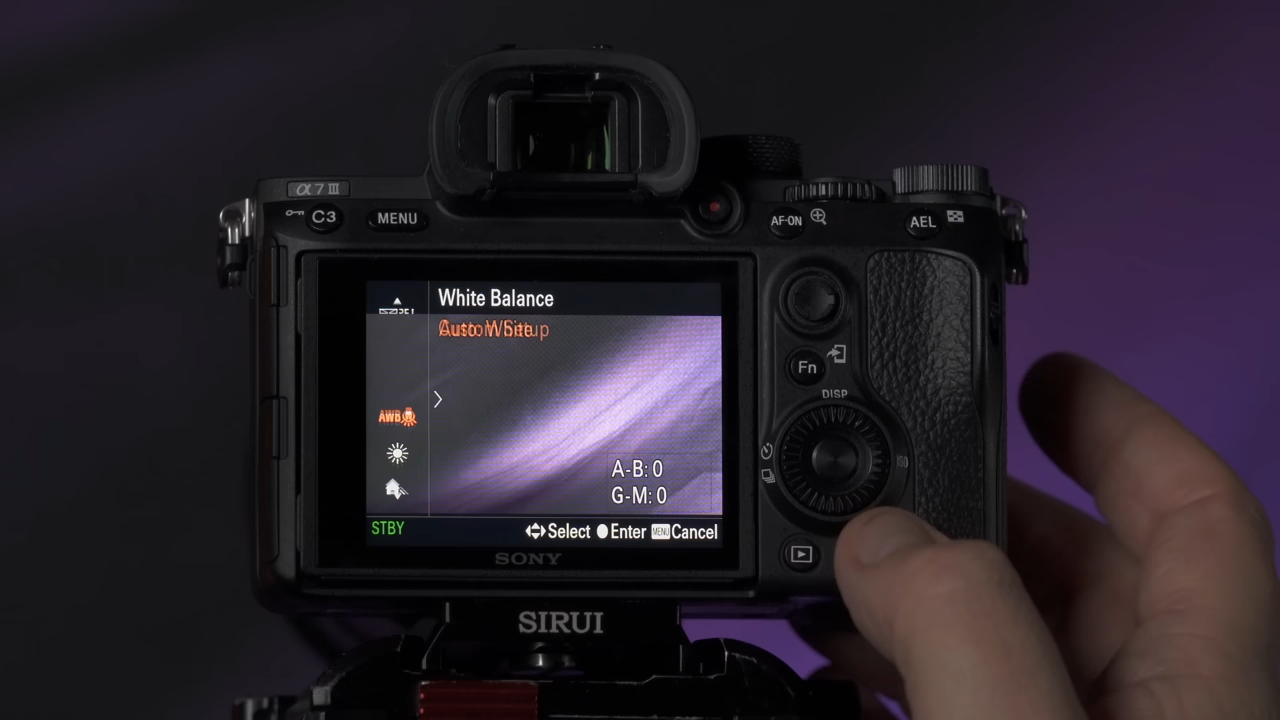 α7III
C3
MENU
AF-ON
AEL
White Balance
AWB
A-B: 0
G-M: 0
STBY
Select Enter MENU Cancel
SONY
Fn
DISP
ISO
SIRUI